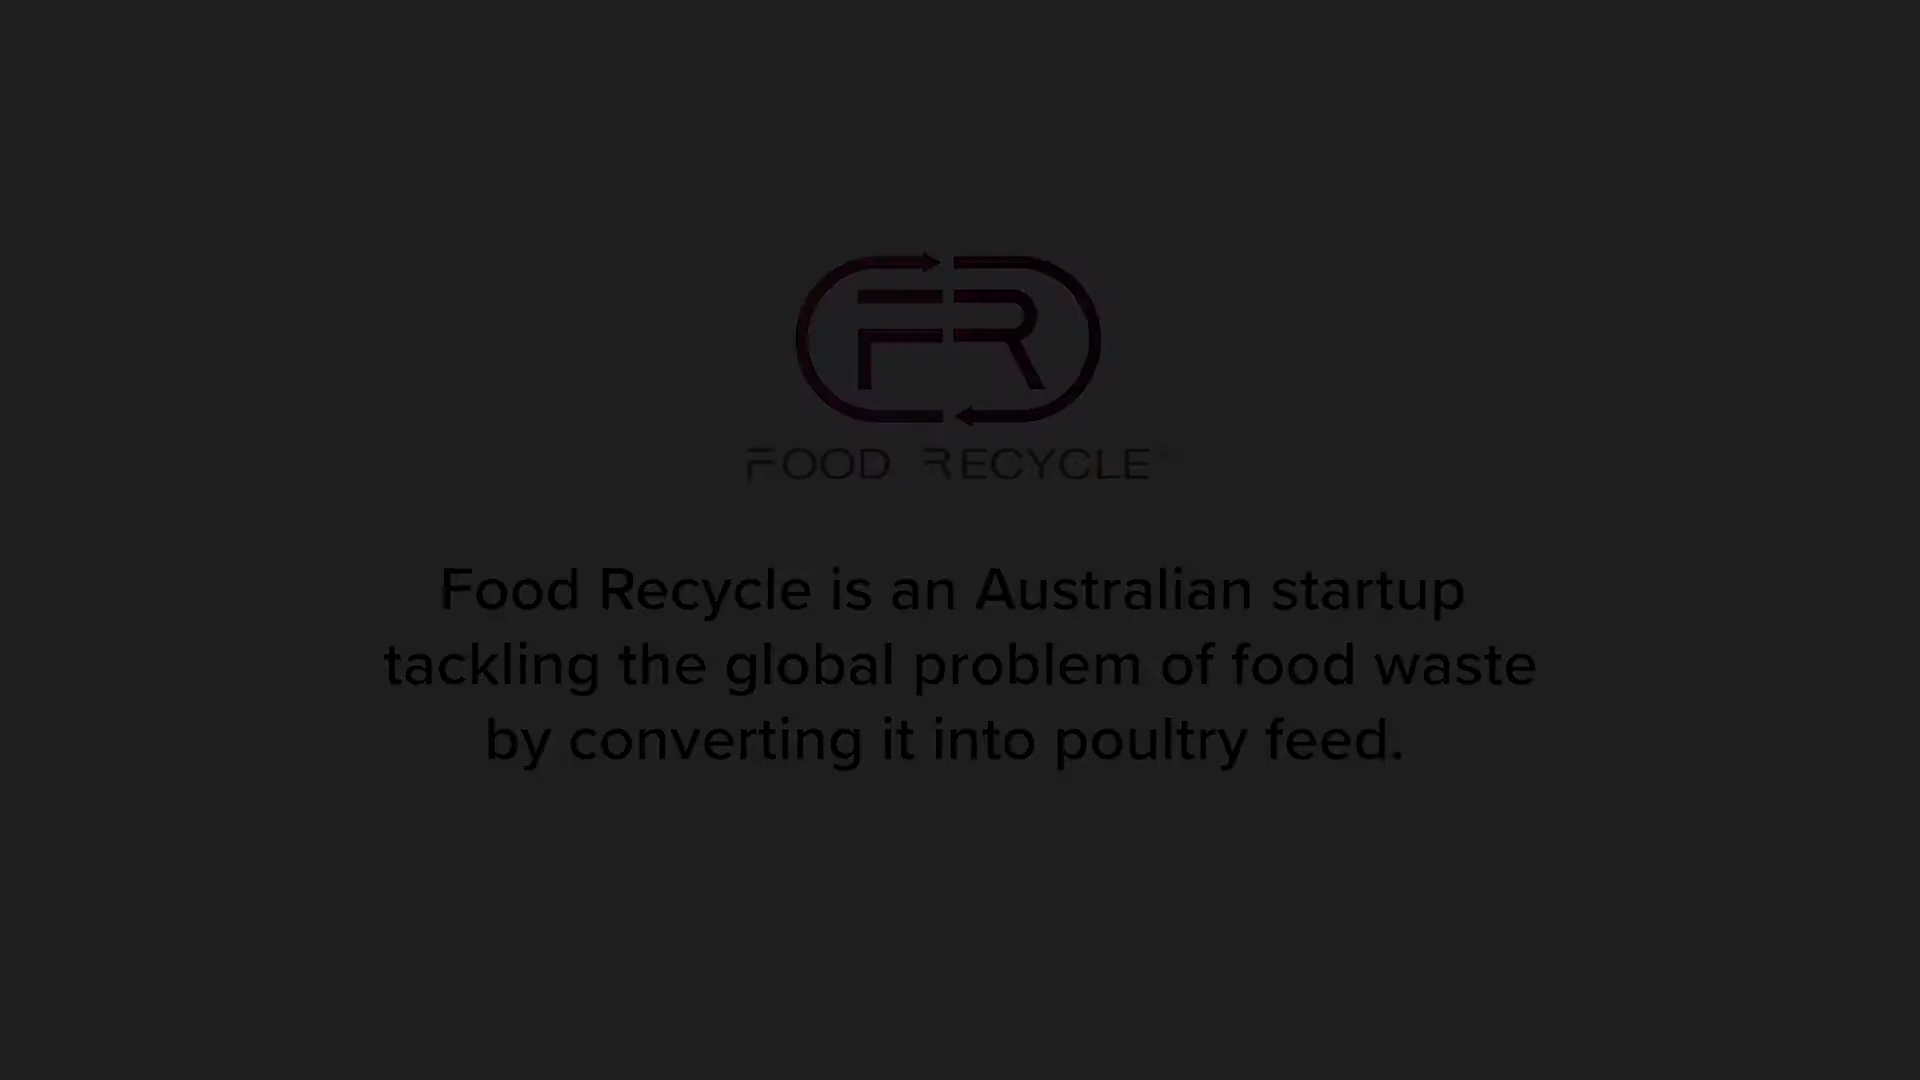 FR
FOOD RECYCLE
Food Recycle is an Australian startup
tackling the global problem of food waste
by converting it into poultry feed.